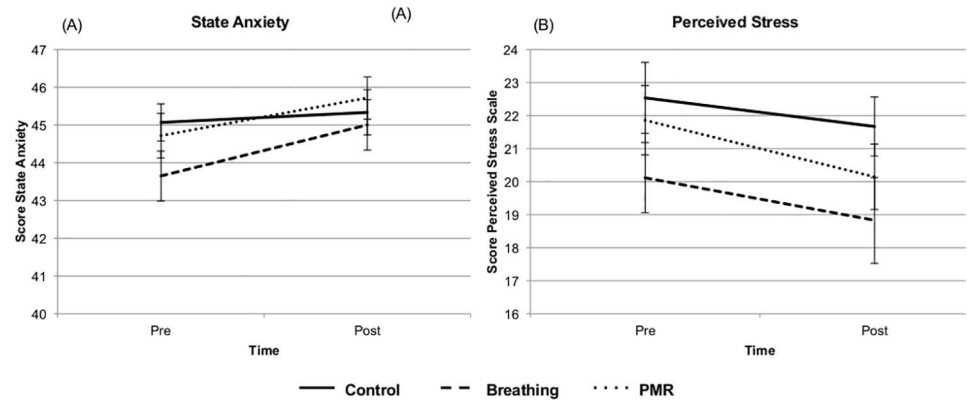 (A)
State Anxiety
(A)
47
46
45
44
43
42
41
40
Score State Anxiety
Pre
Post
Time
(B)
Perceived Stress
24
23
22
21
20
19
18
17
16
Score Perceived Stress Scale
Pre
Post
Time
Control
Breathing
PMR